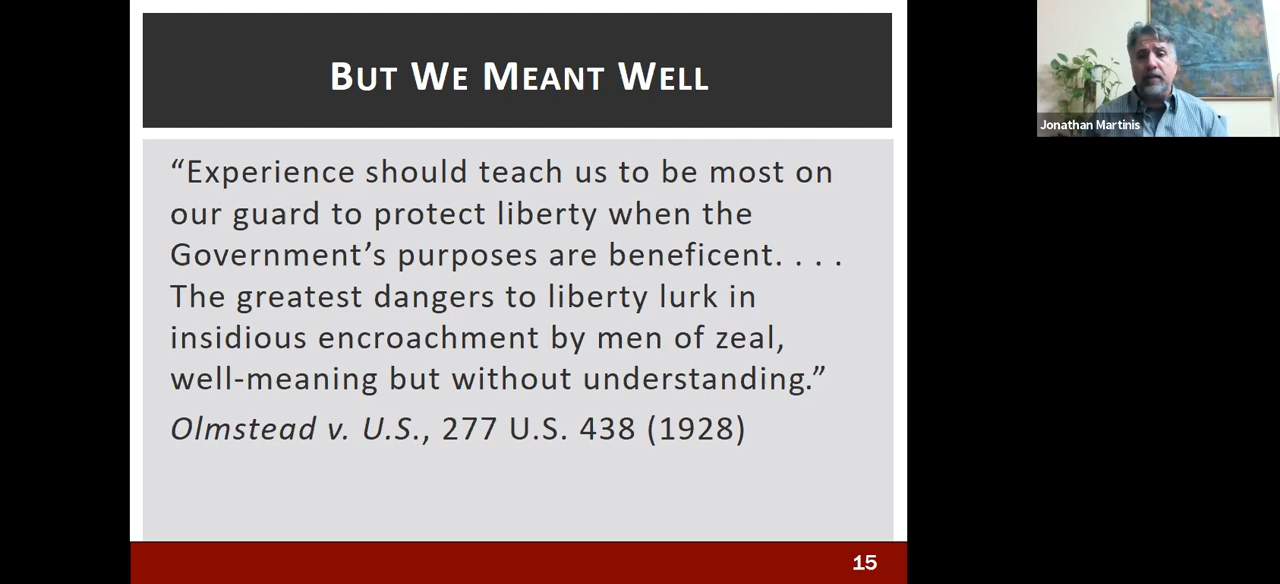 BUT WE MEANT WELL
“Experience should teach us to be most on
our guard to protect liberty when the
Government’s purposes are beneficent. . . .
The greatest dangers to liberty lurk in
insidious encroachment by men of zeal,
well-meaning but without understanding.”
Olmstead v. U.S., 277 U.S. 438 (1928)
15
Jonathan Martinis